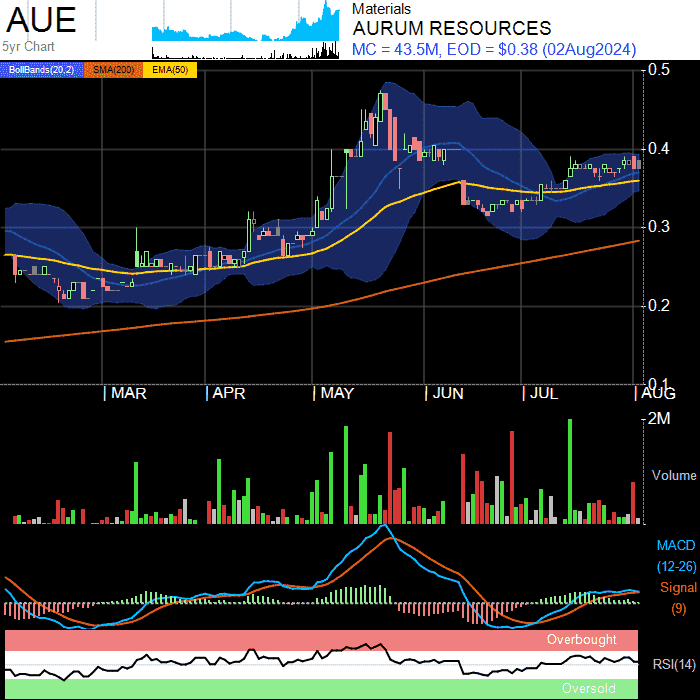 AUE
5yr Chart
Materials
AURUM RESOURCES
MC = 43.5M, EOD = $0.38 (02Aug2024)
BollBands(20,2) SMA(200) EMA(50)
0.5
0.4
0.3
0.2
0.1
MAR APR MAY JUN JUL AUG
2M
Volume
MACD
(12-26)
Signal
(9)
Overbought
RSI(14)
Oversold